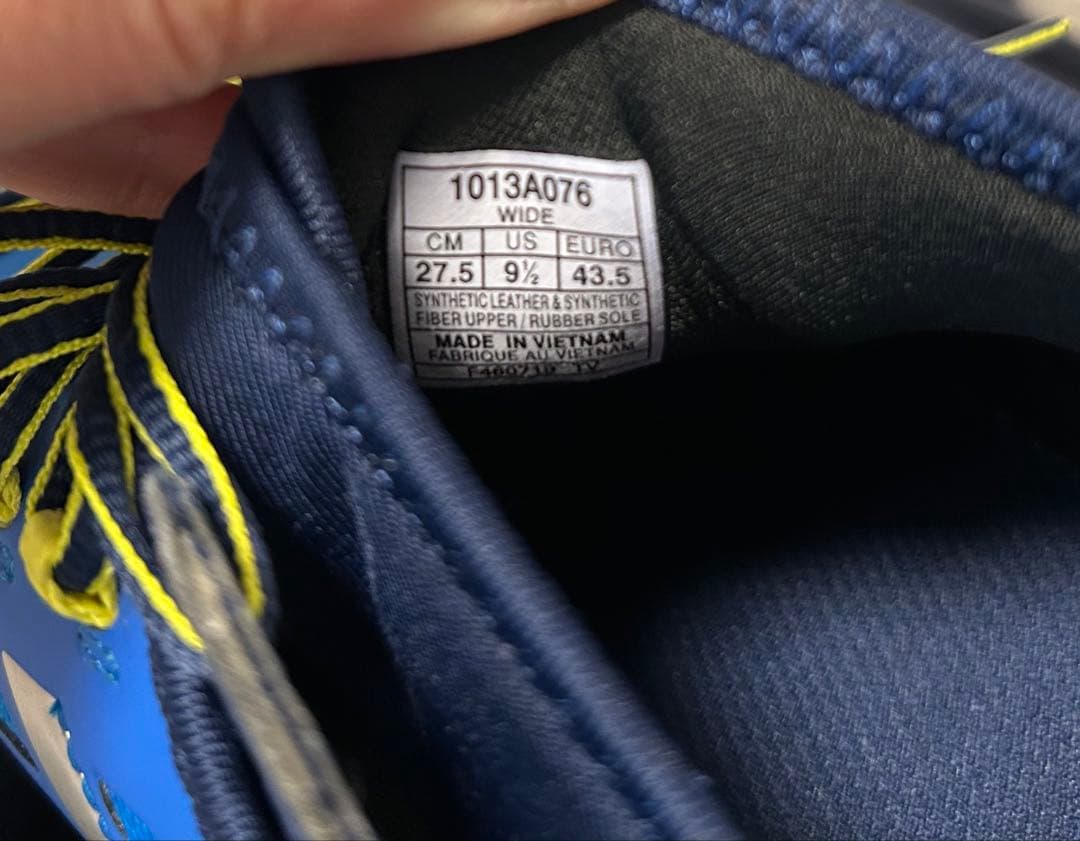 1013A076
WIDE
CM US EURO
27.5 9½ 43.5
SYNTHETIC LEATHER & SYNTHETIC
FIBER UPPER / RUBBER SOLE
MADE IN VIETNAM
FABRIQUE AU VIETNAM